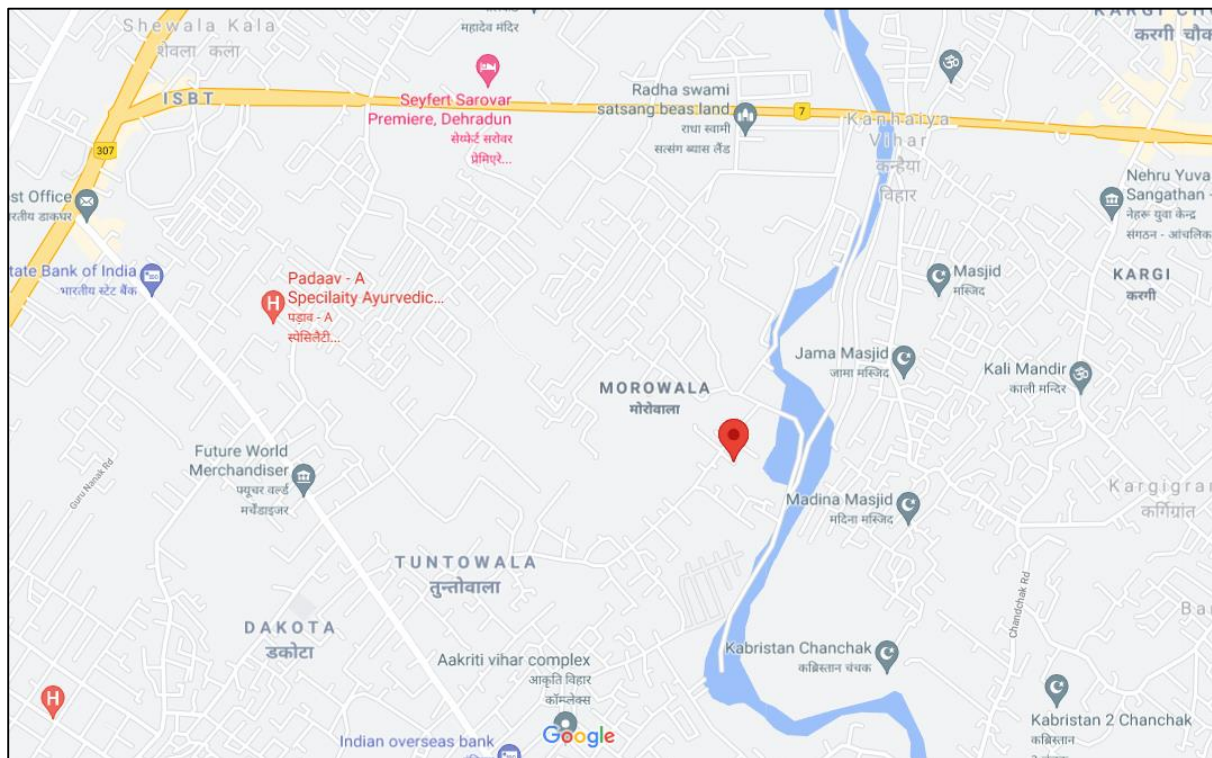 महादेव मंदिर
Shewala Kala
शेवला कला
ISBT
307
7
Seyfert Sarovar
Premiere, Dehradun
सेय्फेर्ट सरोवर
प्रेमिएरे...
Radha swami
satsang beas land
राधा स्वामी
सत्संग ब्यास लैंड
करगी चौक
Kanhaiya
Vihar
कन्हैया
विहार
Nehru Yuva
Sangathan -
नेहरू युवा केन्द्र
संगठन - आंचलिक
ost Office
भारतीय डाकघर
tate Bank of India
भारतीय स्टेट बैंक
Padaav - A
Specilaity Ayurvedic...
पड़ाव - A
स्पेसिलैटी...
Masjid
मस्जिद
KARGI
करगी
Jama Masjid
जामा मस्जिद
Kali Mandir
काली मन्दिर
MOROWALA
मोरोवाला
Guru Nanak Rd
Future World
Merchandiser
फ्यूचर वर्ल्ड
मर्चेंडाइजर
Madina Masjid
मदिना मस्जिद
Kargigran
कर्गिग्रांत
TUNTOWALA
तुन्तोवाला
Chandchak Rd
Ba
DAKOTA
डकोटा
Aakriti vihar complex
आकृति विहार
कॉम्प्लेक्स
Kabristan Chanchak
कब्रिस्तान चंचक
Kabristan 2 Chanchak
कब्रिस्तान
Indian overseas bank
Google